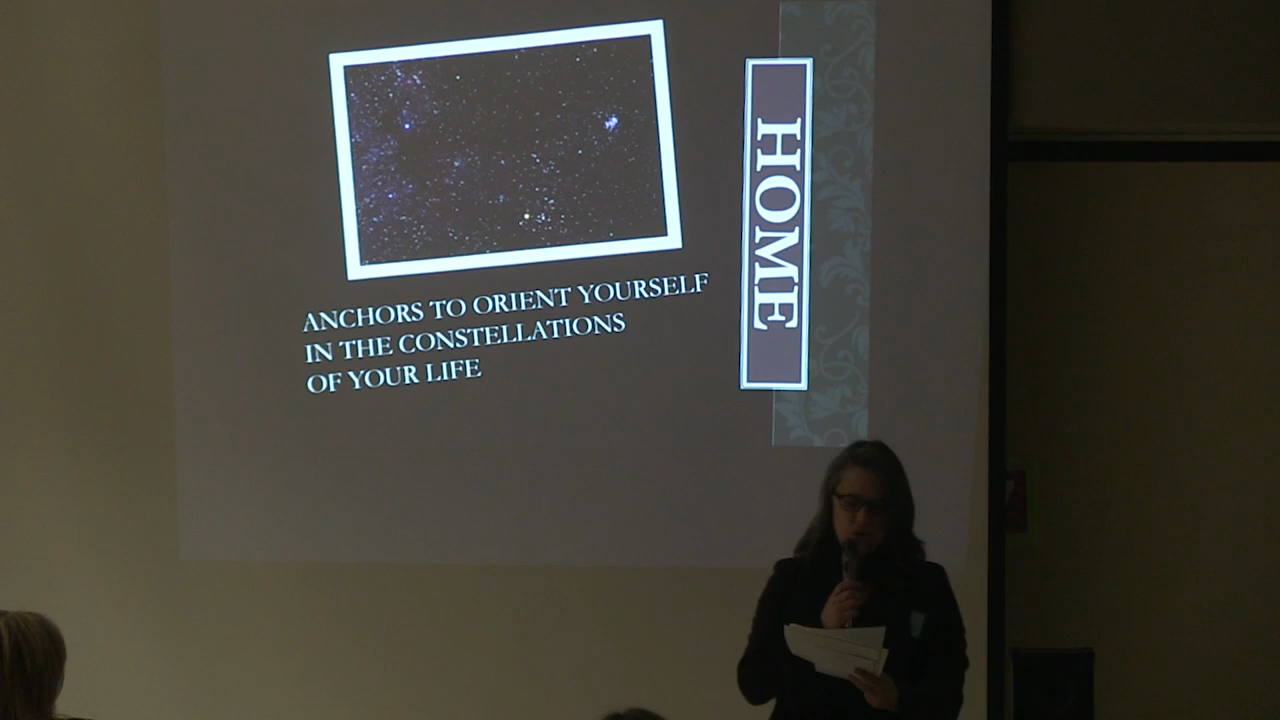 ANCHORS TO ORIENT YOURSELF
IN THE CONSTELLATIONS
OF YOUR LIFE
HOME